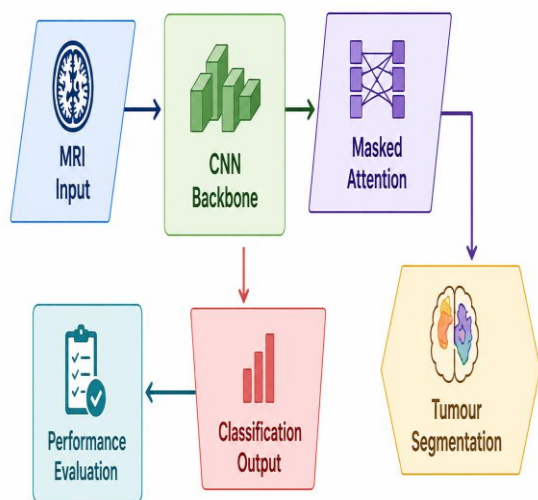 MRI
Input
CNN
Backbone
Masked
Attention
Performance
Evaluation
Classification
Output
Tumour
Segmentation